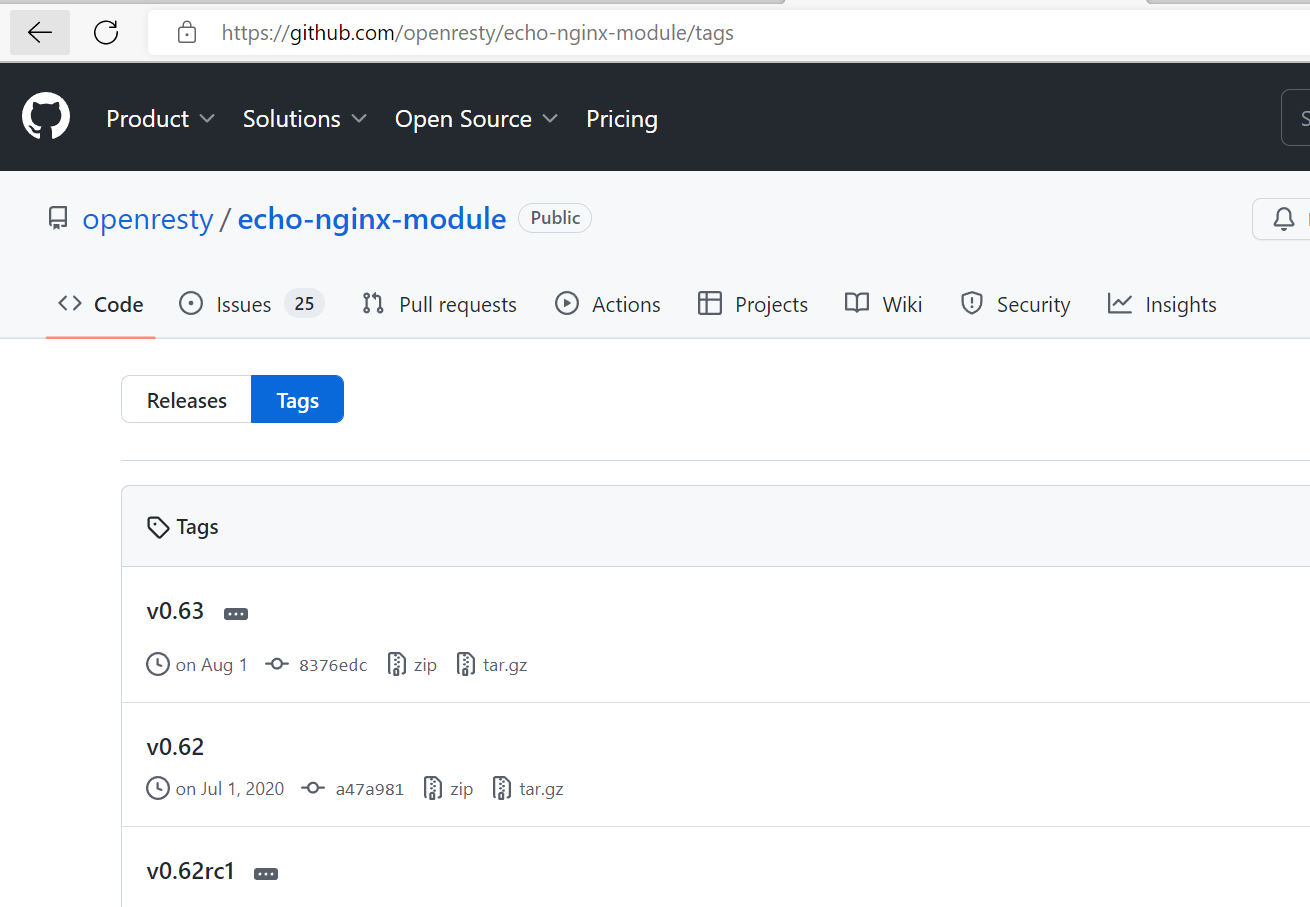 https://github.com/openresty/echo-nginx-module/tags
Product Solutions Open Source Pricing
openresty / echo-nginx-module Public
<> Code Issues 25 Pull requests Actions Projects Wiki Security Insights
Releases Tags
Tags
v0.63 ...
on Aug 1 8376edc zip tar.gz
v0.62
on Jul 1, 2020 a47a981 zip tar.gz
v0.62rc1 ...